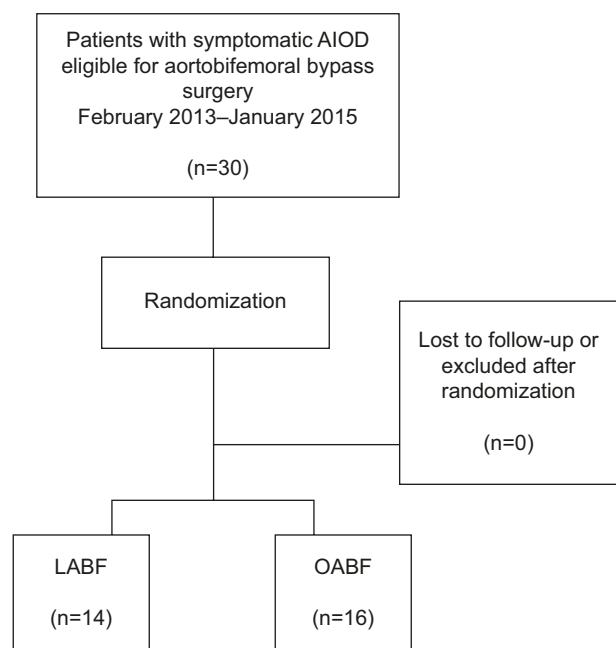 Patients with symptomatic AIOD
eligible for aortobifemoral bypass
surgery
February 2013–January 2015
(n=30)
Randomization
Lost to follow-up or
excluded after
randomization
(n=0)
LABF
(n=14)
OABF
(n=16)